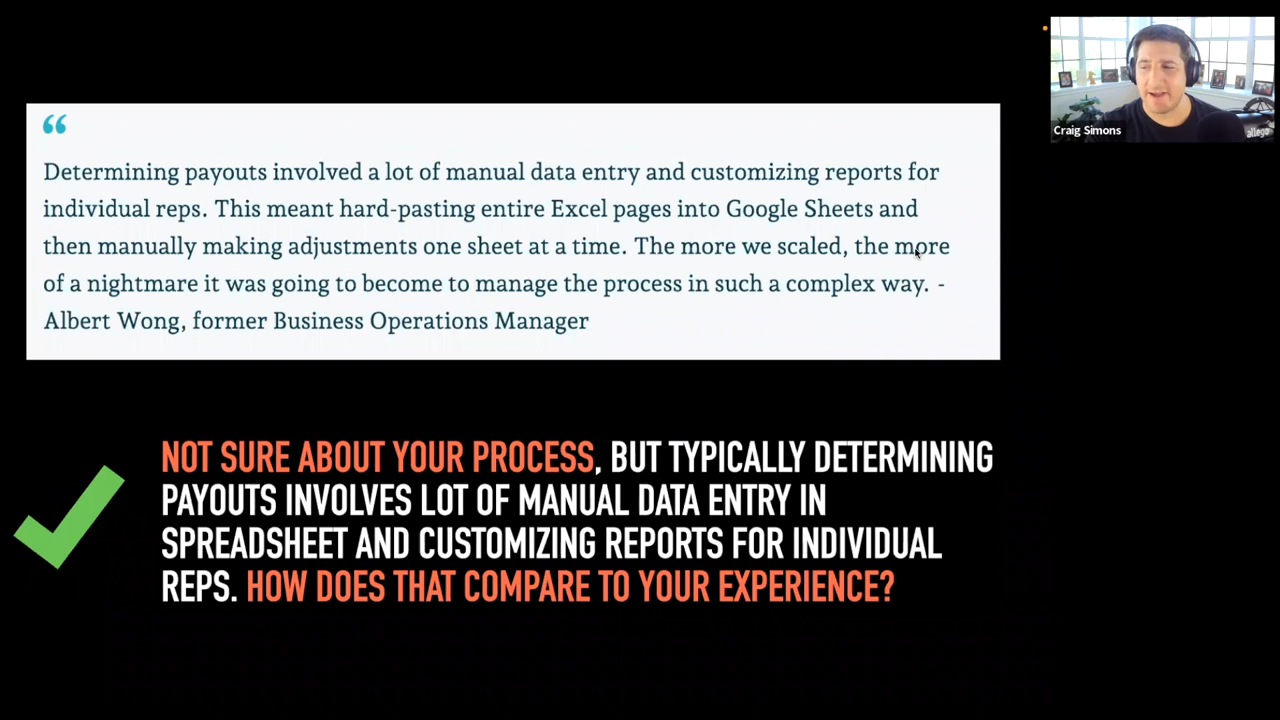 “
Determining payouts involved a lot of manual data entry and customizing reports for
individual reps. This meant hard-pasting entire Excel pages into Google Sheets and
then manually making adjustments one sheet at a time. The more we scaled, the more
of a nightmare it was going to become to manage the process in such a complex way. -
Albert Wong, former Business Operations Manager
NOT SURE ABOUT YOUR PROCESS, BUT TYPICALLY DETERMINING
PAYOUTS INVOLVES LOT OF MANUAL DATA ENTRY IN
SPREADSHEET AND CUSTOMIZING REPORTS FOR INDIVIDUAL
REPS. HOW DOES THAT COMPARE TO YOUR EXPERIENCE?
Craig Simons
allego